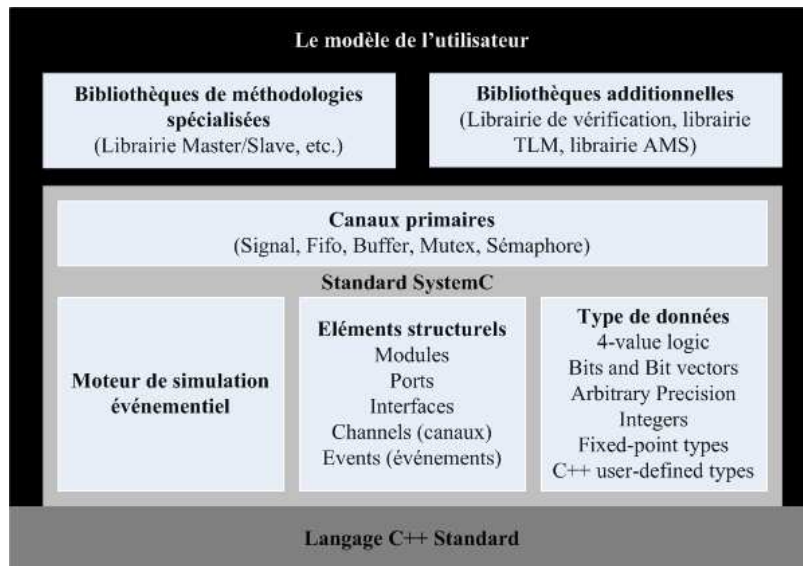 Le modèle de l'utilisateur
Bibliothèques de méthodologies
spécialisées
(Librairie Master/Slave, etc.)
Bibliothèques additionnelles
(Librairie de vérification, librairie
TLM, librairie AMS)
Canaux primaires
(Signal, Fifo, Buffer, Mutex, Sémaphore)
Standard SystemC
Moteur de simulation
événementiel
Eléments structurels
Modules
Ports
Interfaces
Channels (canaux)
Events (événements)
Type de données
4-value logic
Bits and Bit vectors
Arbitrary Precision
Integers
Fixed-point types
C++ user-defined types
Langage C++ Standard